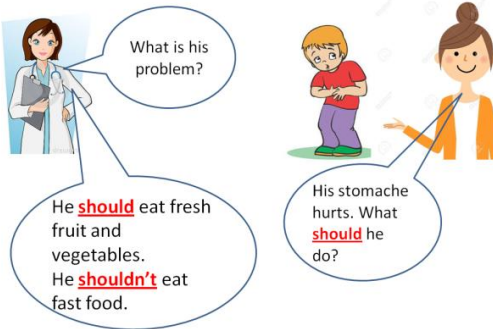 What is his
problem?
His stomache
hurts. What
should he
do?
He should eat fresh
fruit and
vegetables.
He shouldn't eat
fast food.